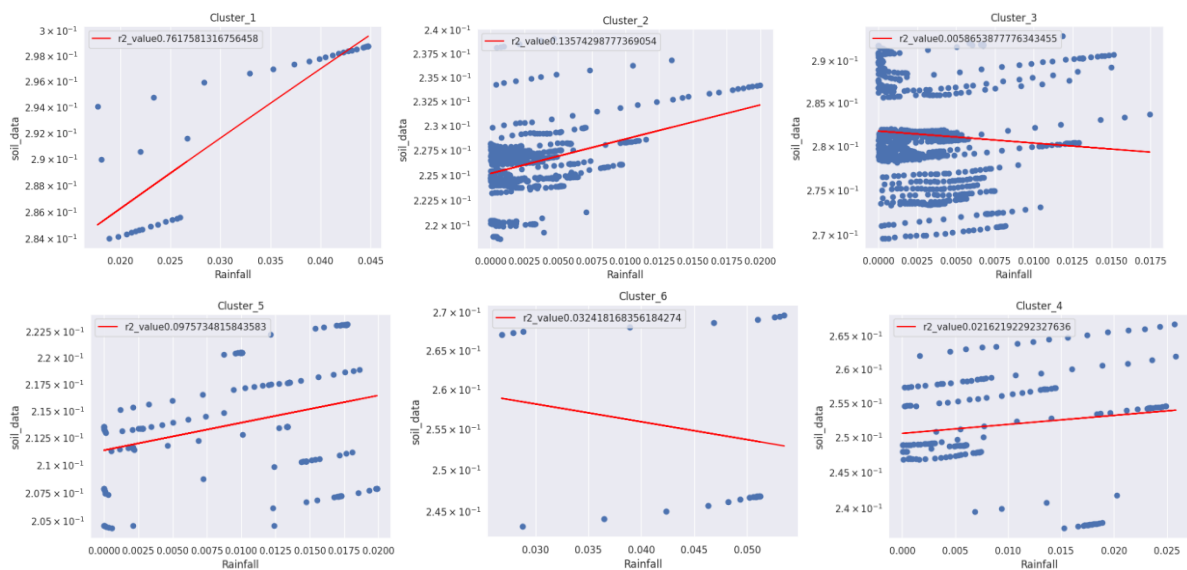 Cluster_1
r2_value0.7617581316756458
3 × 10⁻¹
2.98 × 10⁻¹
2.96 × 10⁻¹
2.94 × 10⁻¹
2.92 × 10⁻¹
2.9 × 10⁻¹
2.88 × 10⁻¹
2.86 × 10⁻¹
2.84 × 10⁻¹
soil_data
0.020 0.025 0.030 0.035 0.040 0.045
Rainfall
Cluster_2
r2_value0.13574298777369054
2.4 × 10⁻¹
2.35 × 10⁻¹
2.3 × 10⁻¹
2.275 × 10⁻¹
2.25 × 10⁻¹
2.2 × 10⁻¹
soil_data
0.0000 0.0025 0.0050 0.0075 0.0100 0.0125 0.0150 0.0175 0.0200
Rainfall
Cluster_3
r2_value0.0058653877776343455
2.9 × 10⁻¹
2.85 × 10⁻¹
2.8 × 10⁻¹
2.75 × 10⁻¹
2.7 × 10⁻¹
soil_data
0.0000 0.0025 0.0050 0.0075 0.0100 0.0125 0.0150 0.0175
Rainfall
Cluster_5
r2_value0.0975734815843583
2.225 × 10⁻¹
2.2 × 10⁻¹
2.175 × 10⁻¹
2.15 × 10⁻¹
2.125 × 10⁻¹
2.1 × 10⁻¹
2.075 × 10⁻¹
2.05 × 10⁻¹
soil_data
0.0000 0.0025 0.0050 0.0075 0.0100 0.0125 0.0150 0.0175 0.0200
Rainfall
Cluster_6
r2_value0.032418168356184274
2.7 × 10⁻¹
2.65 × 10⁻¹
2.6 × 10⁻¹
2.55 × 10⁻¹
2.5 × 10⁻¹
2.45 × 10⁻¹
soil_data
0.030 0.035 0.040 0.045 0.050
Rainfall
Cluster_4
r2_value0.02162192292327636
2.65 × 10⁻¹
2.6 × 10⁻¹
2.55 × 10⁻¹
2.5 × 10⁻¹
2.45 × 10⁻¹
2.4 × 10⁻¹
soil_data
0.000 0.005 0.010 0.015 0.020 0.025
Rainfall